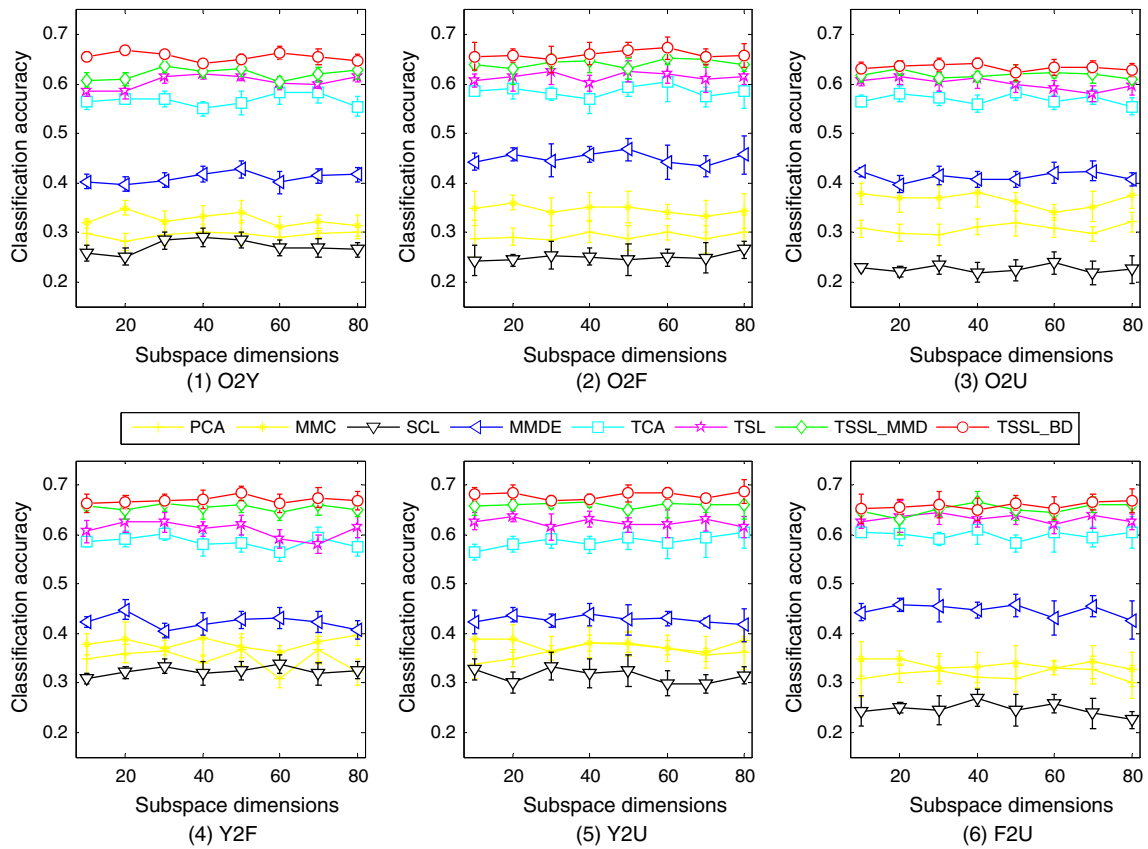 0.7
0.6
0.5
0.4
0.3
0.2
Classification accuracy
20 40 60 80
Subspace dimensions
(1) O2Y
0.7
0.6
0.5
0.4
0.3
0.2
Classification accuracy
20 40 60 80
Subspace dimensions
(2) O2F
0.7
0.6
0.5
0.4
0.3
0.2
Classification accuracy
20 40 60 80
Subspace dimensions
(3) O2U
PCA MMC SCL MMDE TCA TSL TSSL_MMD TSSL_BD
0.7
0.6
0.5
0.4
0.3
0.2
Classification accuracy
20 40 60 80
Subspace dimensions
(4) Y2F
0.7
0.6
0.5
0.4
0.3
0.2
Classification accuracy
20 40 60 80
Subspace dimensions
(5) Y2U
0.7
0.6
0.5
0.4
0.3
0.2
Classification accuracy
20 40 60 80
Subspace dimensions
(6) F2U